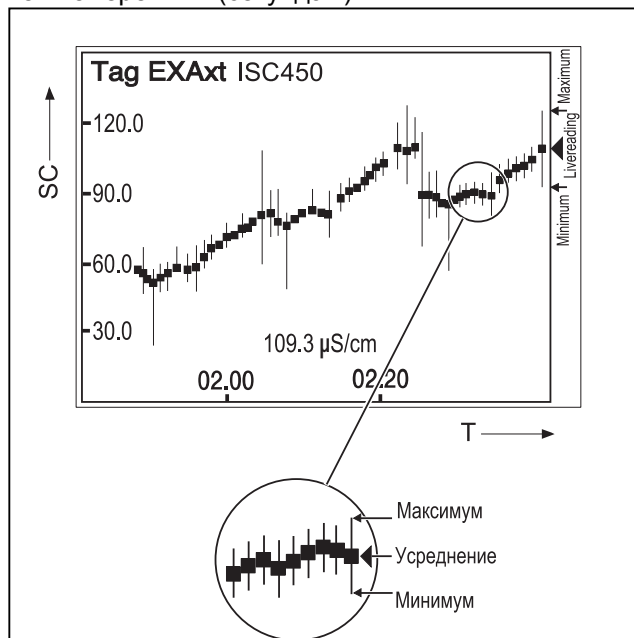 Tag EXAxt ISC450
SC
120.0
90.0
60.0
30.0
109.3 µS/cm
02.00
02.20
T
Maximum
Livereading
Minimum
Максимум
Усреднение
Минимум